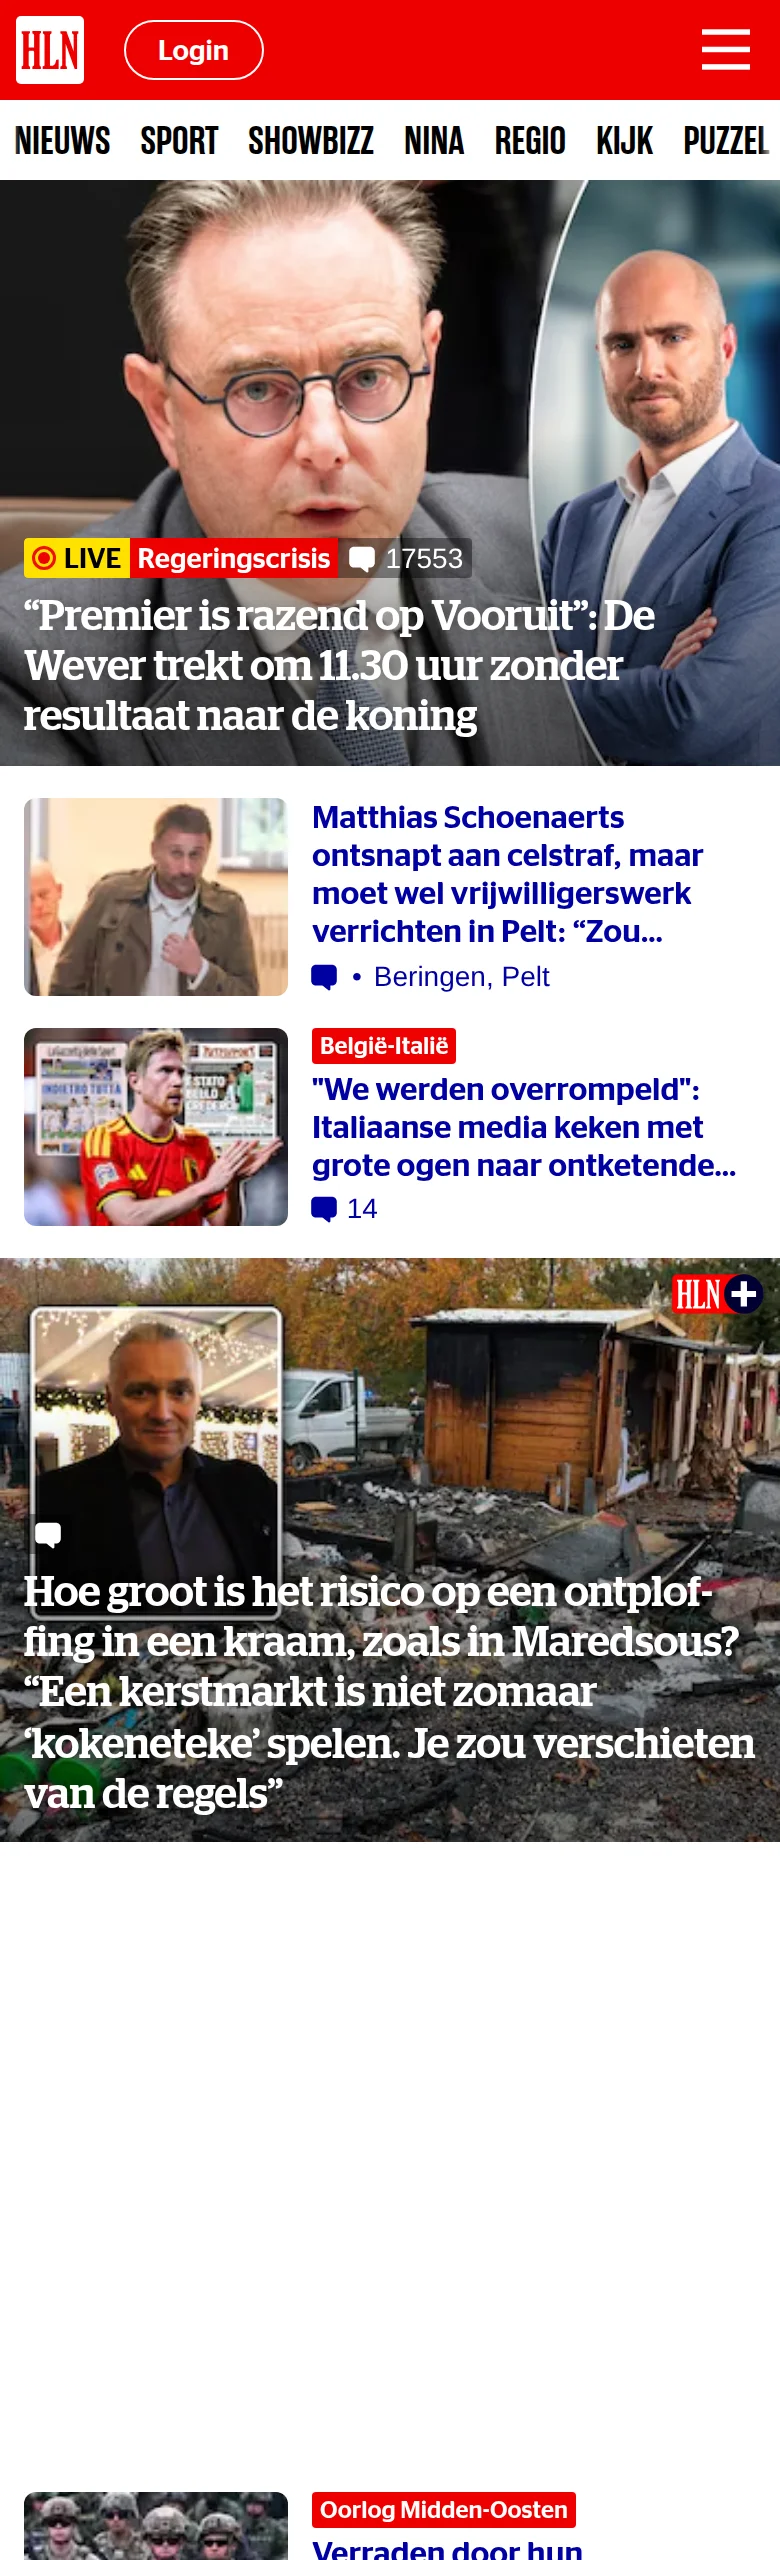 HLN
Login
NIEUWS SPORT SHOWBIZZ NINA REGIO KIJK PUZZEL
LIVE Regeringscrisis 17553
“Premier is razend op Vooruit”: De
Wever trekt om 11.30 uur zonder
resultaat naar de koning
Matthias Schoenaerts
ontsnapt aan celstraf, maar
moet wel vrijwilligerswerk
verrichten in Pelt: “Zou...
• Beringen, Pelt
België-Italië
"We werden overrompeld":
Italiaanse media keken met
grote ogen naar ontketende...
14
HLN+
Hoe groot is het risico op een ontplof-
fing in een kraam, zoals in Maredsous?
“Een kerstmarkt is niet zomaar
‘kokeneteke’ spelen. Je zou verschieten
van de regels”
Oorlog Midden-Oosten
Verraden door hun